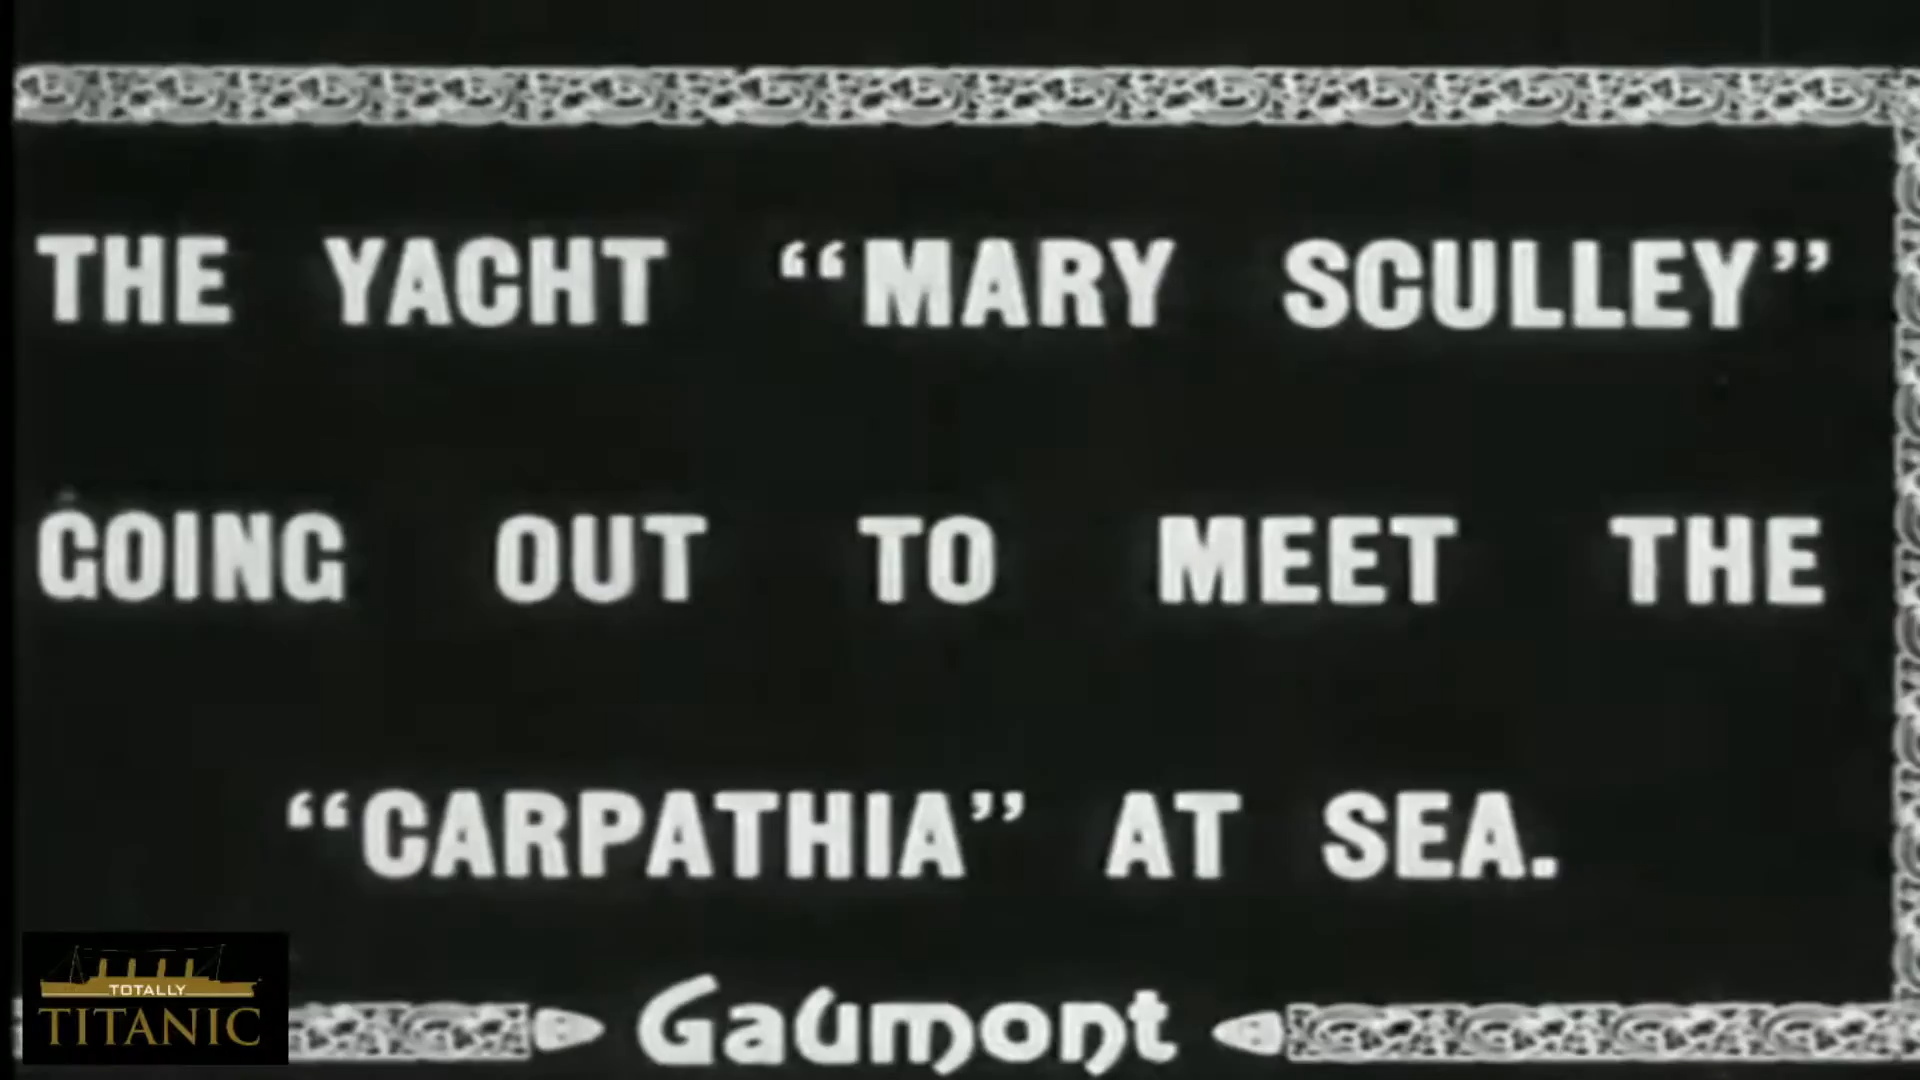 THE YACHT “MARY SCULLEY”
GOING OUT TO MEET THE
“CARPATHIA” AT SEA.
Gaumont
TOTALLY
TITANIC